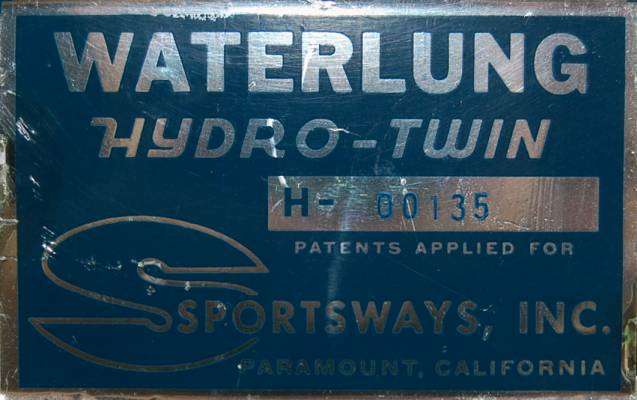 WATERLUNG
HYDRO-TWIN
H- 00135
PATENTS APPLIED FOR
SPORTSWAYS, INC.
PARAMOUNT, CALIFORNIA